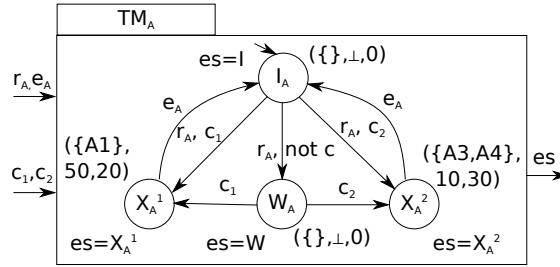 TM_A
es=I
({},⊥,0)
I_A
r_A, e_A
e_A
e_A
r_A, c_1
r_A, not c
r_A, c_2
({A1},
50,20)
({A3,A4},
10,30)
c_1,c_2
es
X_A^1
c_1
W_A
c_2
X_A^2
es=X_A^1
es=W
({},⊥,0)
es=X_A^2